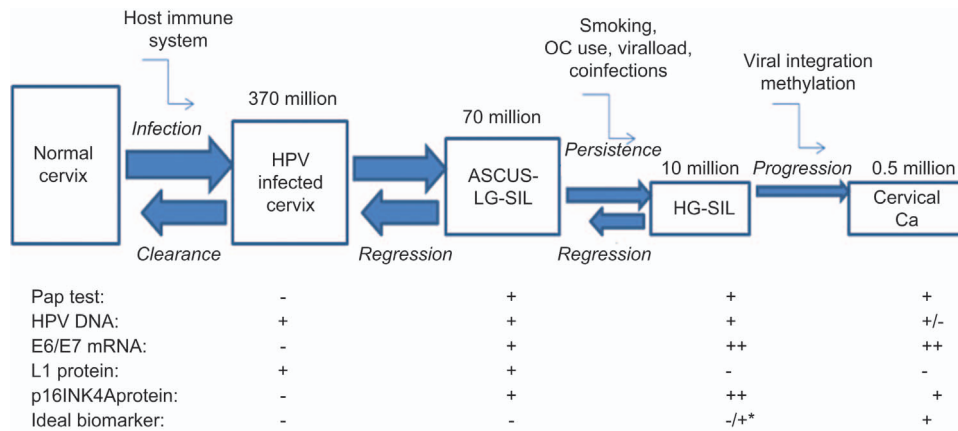 Host immune
system
Smoking,
OC use, viralload,
coinfections
Viral integration
methylation
370 million
70 million
10 million
0.5 million
Infection
Persistence
Progression
Normal
cervix
HPV
infected
cervix
ASCUS-
LG-SIL
HG-SIL
Cervical
Ca
Clearance
Regression
Regression
Pap test: - + + +
HPV DNA: + + + +/-
E6/E7 mRNA: - + ++ ++
L1 protein: + + - -
p16INK4Aprotein: - + ++ +
Ideal biomarker: - - -/+* +